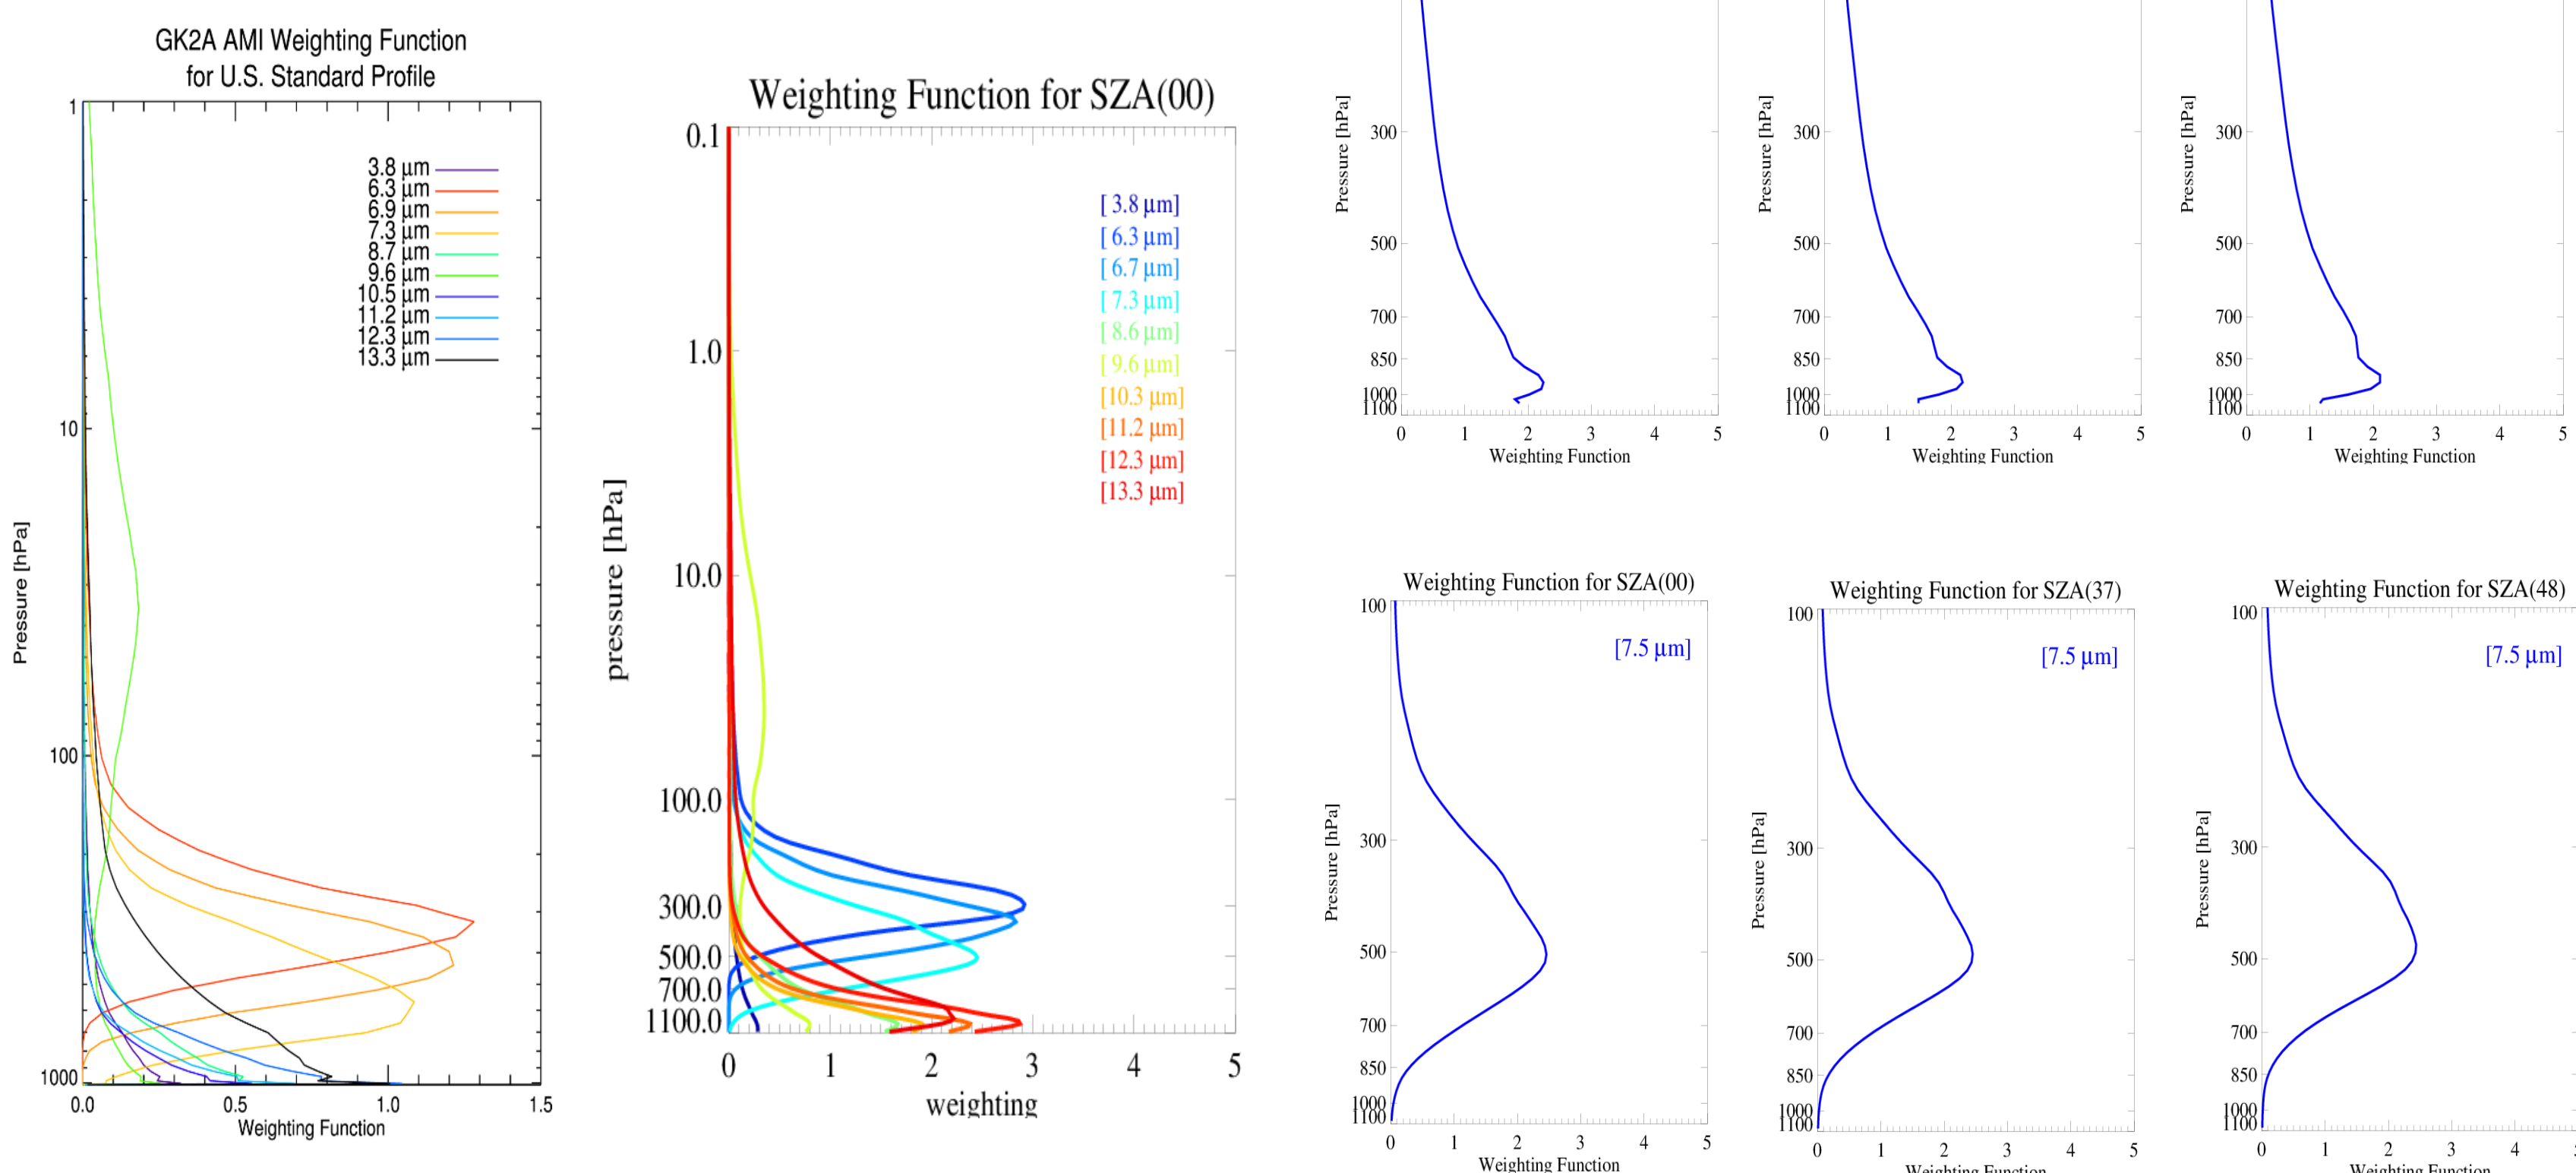 GK2A AMI Weighting Function
for U.S. Standard Profile
1
10
100
1000
Pressure [hPa]
3.8 µm
6.3 µm
6.9 µm
7.3 µm
8.7 µm
9.6 µm
10.5 µm
11.2 µm
12.3 µm
13.3 µm
0.0 0.5 1.0 1.5
Weighting Function
Weighting Function for SZA(00)
0.1
1.0
10.0
100.0
300.0
500.0
700.0
1100.0
pressure [hPa]
[ 3.8 µm]
[ 6.3 µm]
[ 6.7 µm]
[ 7.3 µm]
[ 8.6 µm]
[ 9.6 µm]
[10.3 µm]
[11.2 µm]
[12.3 µm]
[13.3 µm]
0 1 2 3 4 5
weighting
Pressure [hPa]
300
500
700
850
1000
1100
0 1 2 3 4 5
Weighting Function
Pressure [hPa]
300
500
700
850
1000
1100
0 1 2 3 4 5
Weighting Function
Pressure [hPa]
300
500
700
850
1000
1100
0 1 2 3 4 5
Weighting Function
Weighting Function for SZA(00)
[7.5 µm]
Pressure [hPa]
100
300
500
700
850
1000
1100
0 1 2 3 4 5
Weighting Function
Weighting Function for SZA(37)
[7.5 µm]
Pressure [hPa]
100
300
500
700
850
1000
1100
0 1 2 3 4 5
Weighting Function
Weighting Function for SZA(48)
[7.5 µm]
Pressure [hPa]
100
300
500
700
850
1000
1100
0 1 2 3 4
Weighting Function